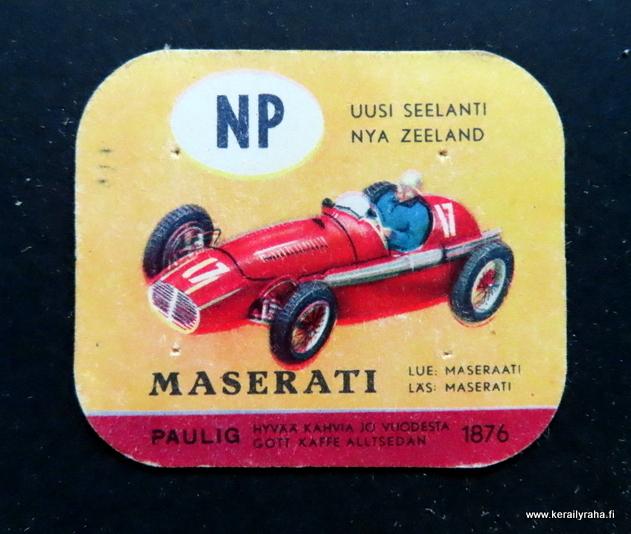 NP
UUSI SEELANTI
NYA ZEELAND
17
17
MASERATI
LUE: MASERAATI
LÄS: MASERATI
PAULIG
HYVÄÄ KAHVIA JO VUODESTA
GOTT KAFFE ALLTSEDAN
1876
www.kerailyraha.fi